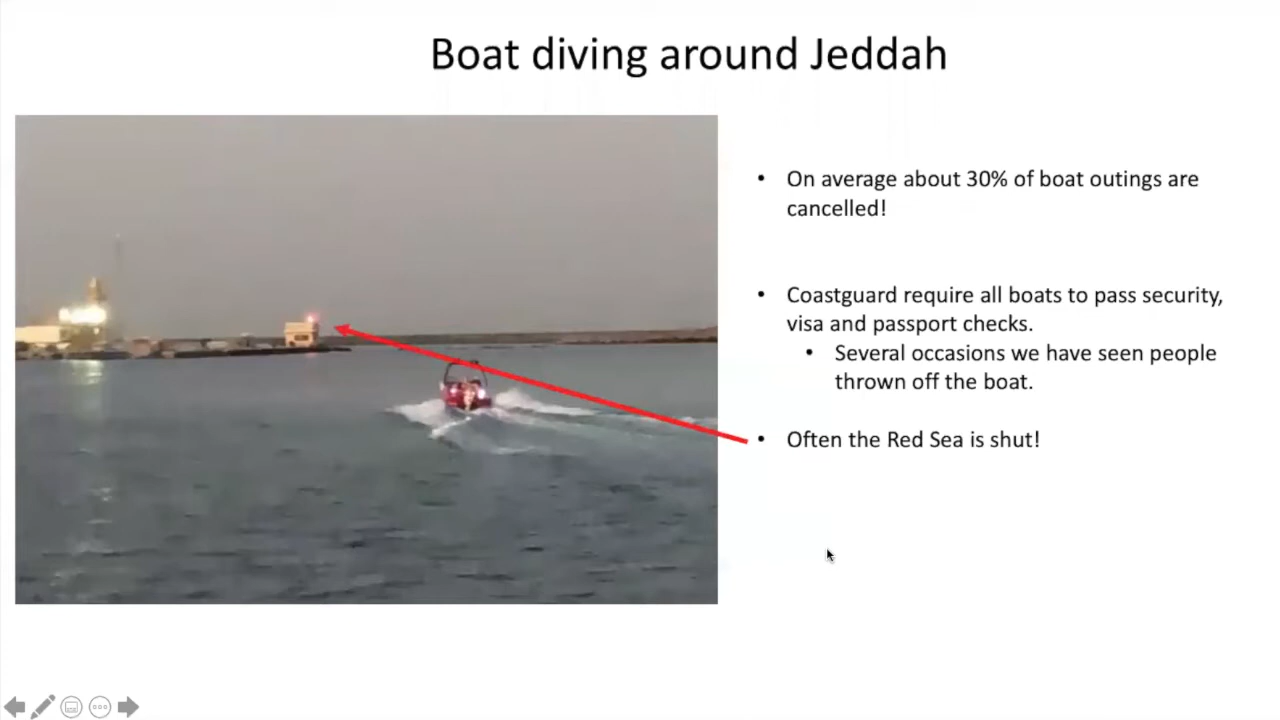 Boat diving around Jeddah
• On average about 30% of boat outings are
cancelled!
• Coastguard require all boats to pass security,
visa and passport checks.
• Several occasions we have seen people
thrown off the boat.
• Often the Red Sea is shut!